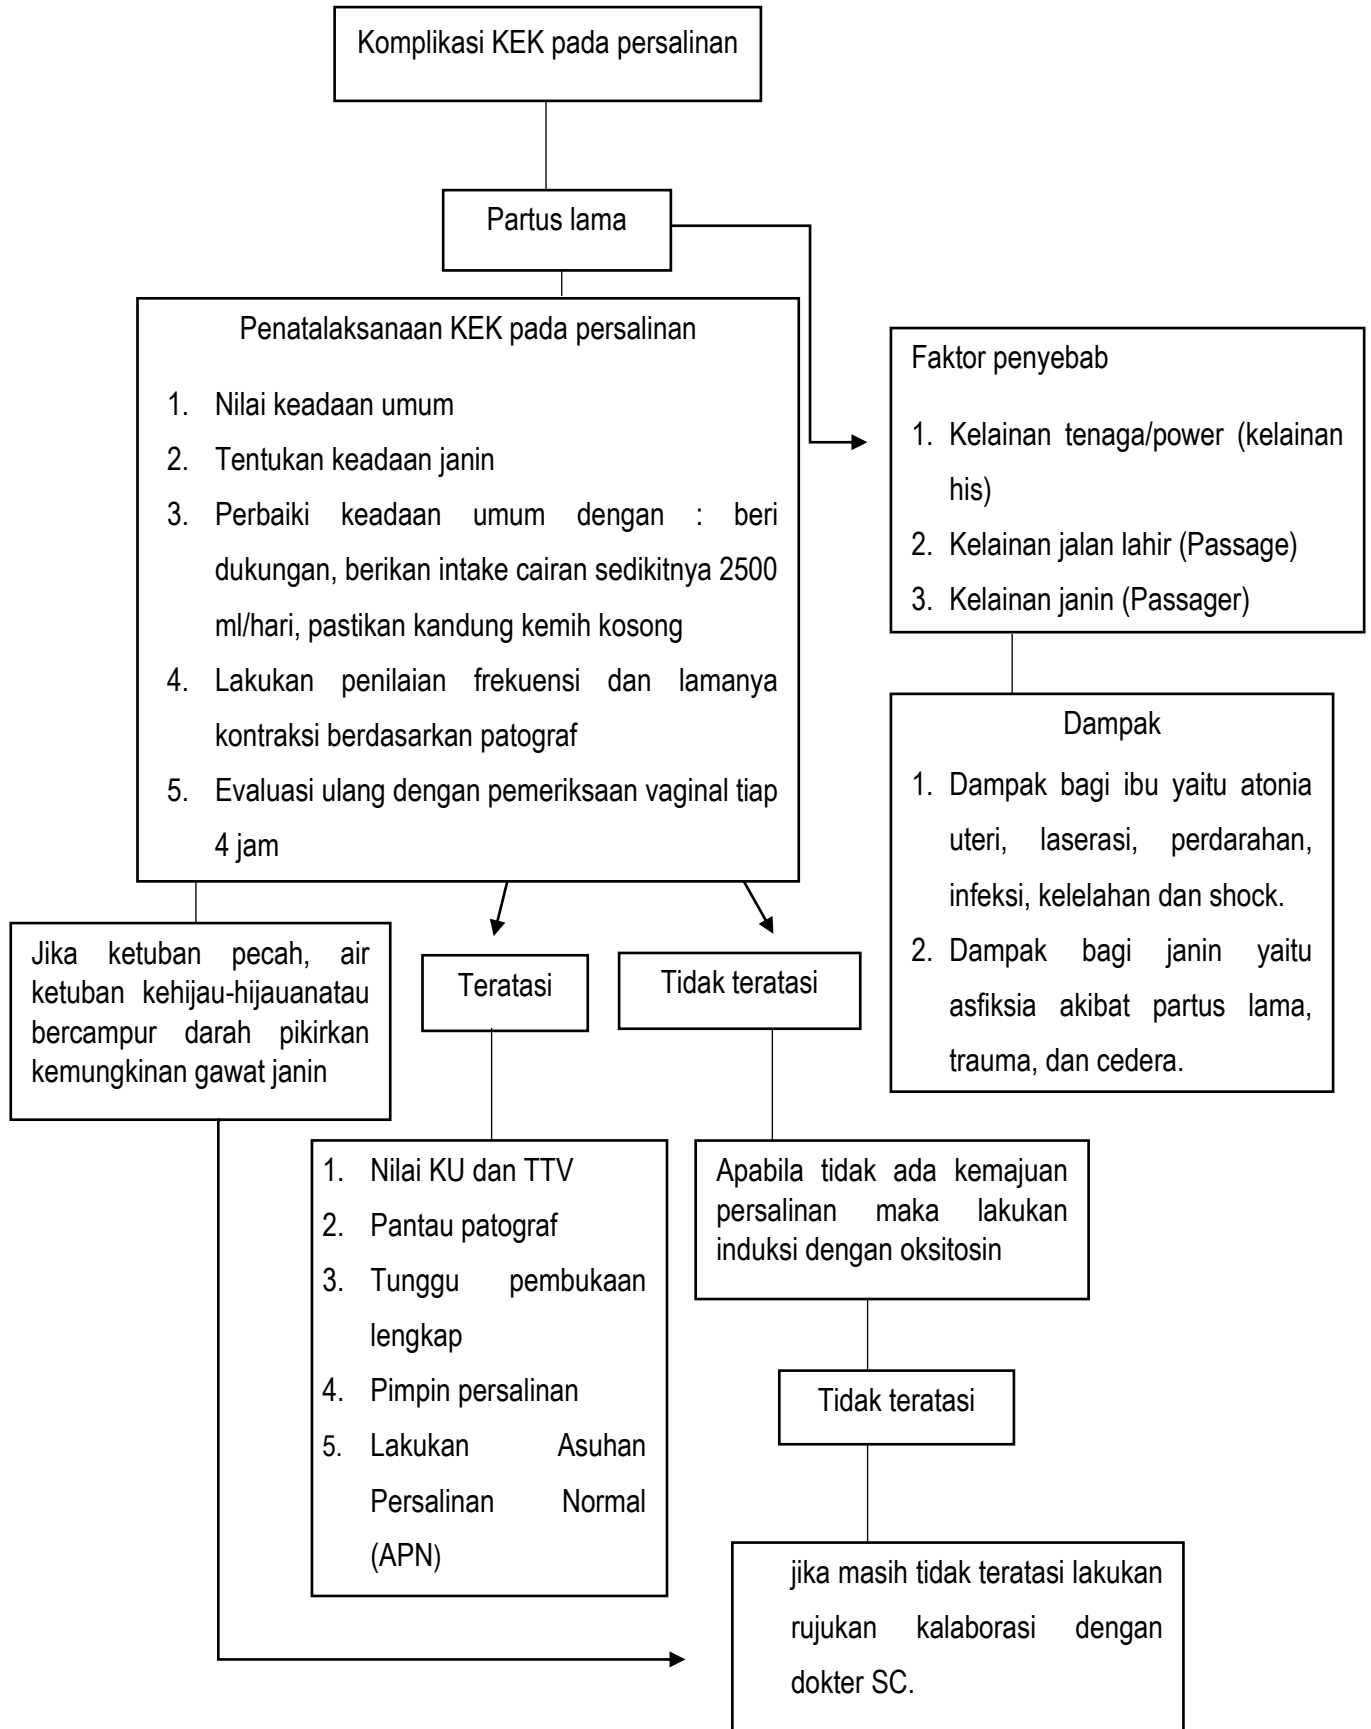 Komplikasi KEK pada persalinan
Partus lama
Penatalaksanaan KEK pada persalinan
1. Nilai keadaan umum
2. Tentukan keadaan janin
3. Perbaiki keadaan umum dengan : beri
dukungan, berikan intake cairan sedikitnya 2500
ml/hari, pastikan kandung kemih kosong
4. Lakukan penilaian frekuensi dan lamanya
kontraksi berdasarkan patograf
5. Evaluasi ulang dengan pemeriksaan vaginal tiap
4 jam
Faktor penyebab
1. Kelainan tenaga/power (kelainan
his)
2. Kelainan jalan lahir (Passage)
3. Kelainan janin (Passager)
Dampak
1. Dampak bagi ibu yaitu atonia
uteri, laserasi, perdarahan,
infeksi, kelelahan dan shock.
2. Dampak bagi janin yaitu
asfiksia akibat partus lama,
trauma, dan cedera.
Jika ketuban pecah, air
ketuban kehijau-hijauanatau
bercampur darah pikirkan
kemungkinan gawat janin
Teratasi
Tidak teratasi
1. Nilai KU dan TTV
2. Pantau patograf
3. Tunggu pembukaan
lengkap
4. Pimpin persalinan
5. Lakukan Asuhan
Persalinan Normal
(APN)
Apabila tidak ada kemajuan
persalinan maka lakukan
induksi dengan oksitosin
Tidak teratasi
jika masih tidak teratasi lakukan
rujukan kalaborasi dengan
dokter SC.